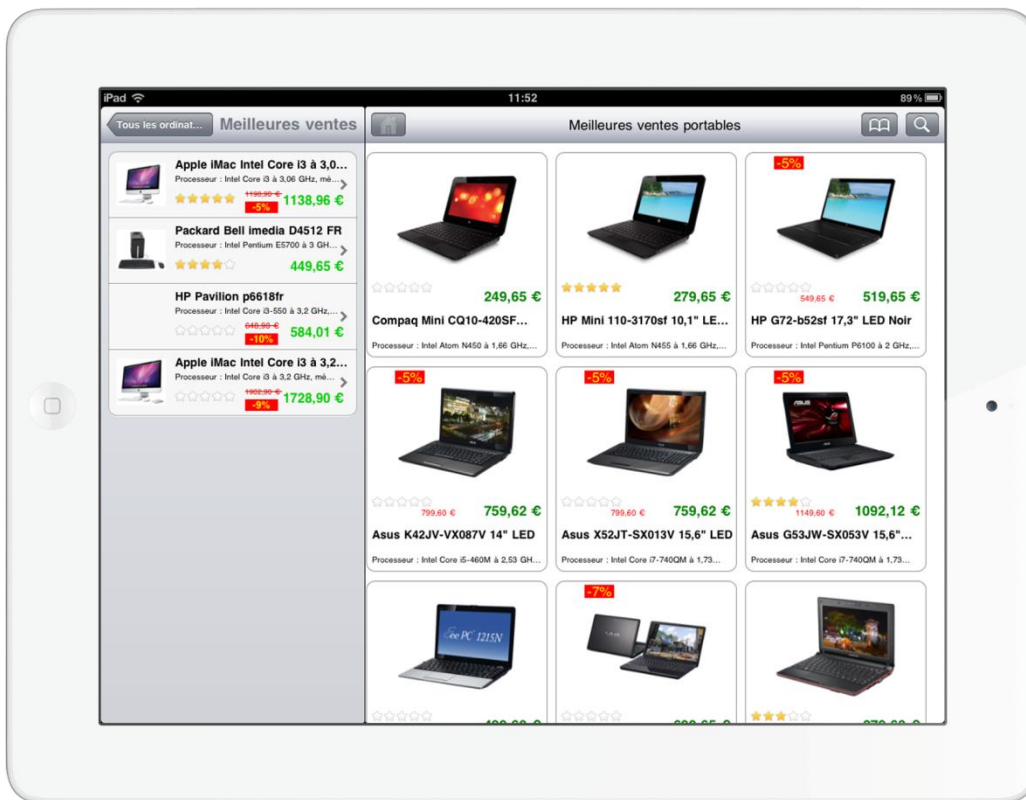 iPad
11:52
89 %
Tous les ordinat...
Meilleures ventes
Meilleures ventes portables
Apple iMac Intel Core i3 à 3,0...
Processeur : Intel Core i3 à 3,06 GHz, mé...
1198,90 €
-5%
1138,96 €
Packard Bell imedia D4512 FR
Processeur : Intel Pentium E5700 à 3 GH...
449,65 €
HP Pavilion p6618fr
Processeur : Intel Core i3-550 à 3,2 GHz,...
648,90 €
-10%
584,01 €
Apple iMac Intel Core i3 à 3,2...
Processeur : Intel Core i3 à 3,2 GHz, mé...
-9%
1728,90 €
249,65 €
Compaq Mini CQ10-420SF...
Processeur : Intel Atom N450 à 1,66 GHz,...
279,65 €
HP Mini 110-3170sf 10,1" LE...
Processeur : Intel Atom N455 à 1,66 GHz,...
-5%
549,65 €
519,65 €
HP G72-b52sf 17,3" LED Noir
Processeur : Intel Pentium P6100 à 2 GHz,...
-5%
799,60 €
759,62 €
Asus K42JV-VX087V 14" LED
Processeur : Intel Core i5-460M à 2,53 GH...
-5%
799,60 €
759,62 €
Asus X52JT-SX013V 15,6" LED
Processeur : Intel Core i7-740QM à 1,73...
-5%
ASUS
1149,60 €
1092,12 €
Asus G53JW-SX053V 15,6"...
Processeur : Intel Core i7-740QM à 1,73...
Eee PC 1215N
-7%
VAIO